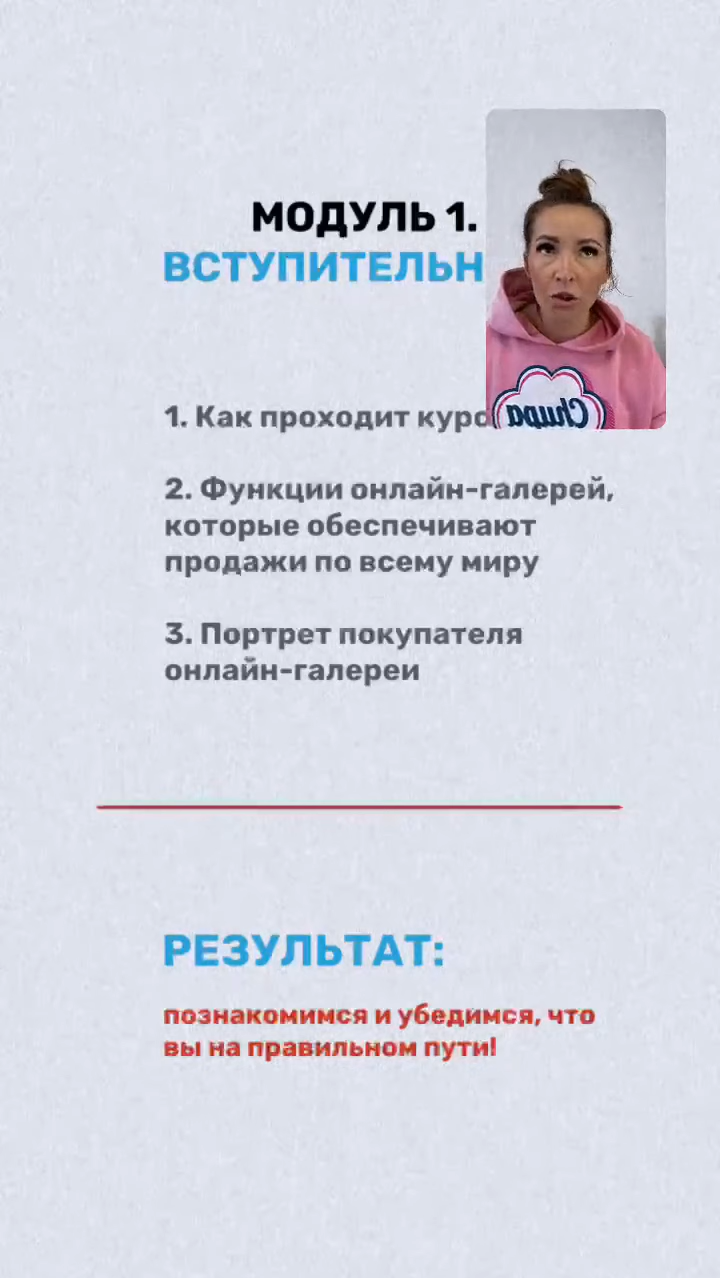 МОДУЛЬ 1.
ВСТУПИТЕЛЬН
1. Как проходит курс
2. Функции онлайн-галерей,
которые обеспечивают
продажи по всему миру
3. Портрет покупателя
онлайн-галереи
РЕЗУЛЬТАТ:
познакомимся и убедимся, что
вы на правильном пути!
Chupa